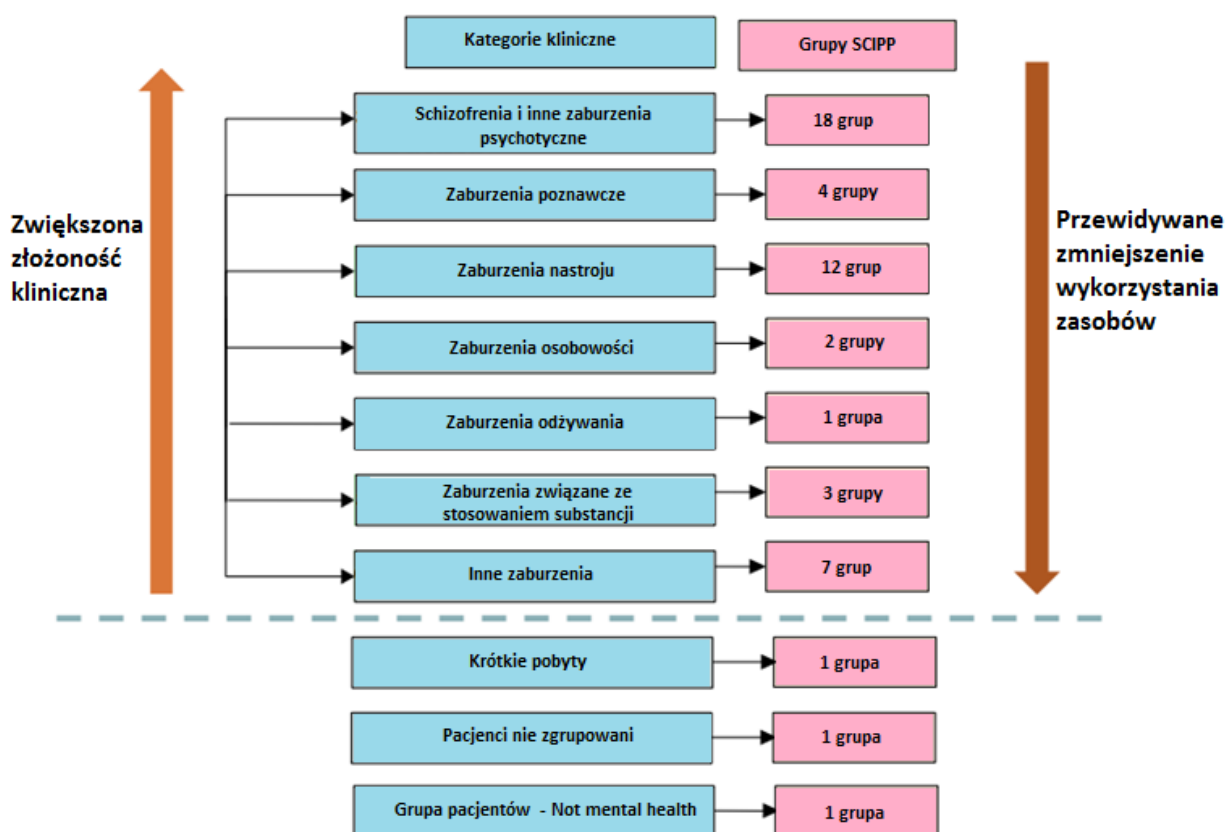 Kategorie kliniczne
Grupy SCIPP
Schizofrenia i inne zaburzenia
psychotyczne
18 grup
Zaburzenia poznawcze
4 grupy
Zwiększona
złożoność
kliniczna
Przewidywane
zmniejszenie
wykorzystania
zasobów
Zaburzenia nastroju
12 grup
Zaburzenia osobowości
2 grupy
Zaburzenia odżywania
1 grupa
Zaburzenia związane ze
stosowaniem substancji
3 grupy
Inne zaburzenia
7 grup
Krótkie pobyty
1 grupa
Pacjenci nie zgrupowani
1 grupa
Grupa pacjentów - Not mental health
1 grupa